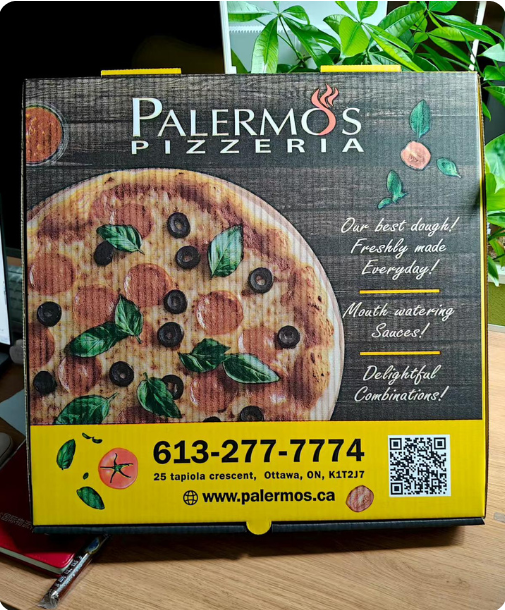 PALERMO'S
PIZZERIA
Our best dough!
Freshly made
Everyday!
Mouth watering
Sauces!
Delightful
Combinations!
613-277-7774
25 tapiola crescent, Ottawa, ON, K1T2J7
www.palermos.ca